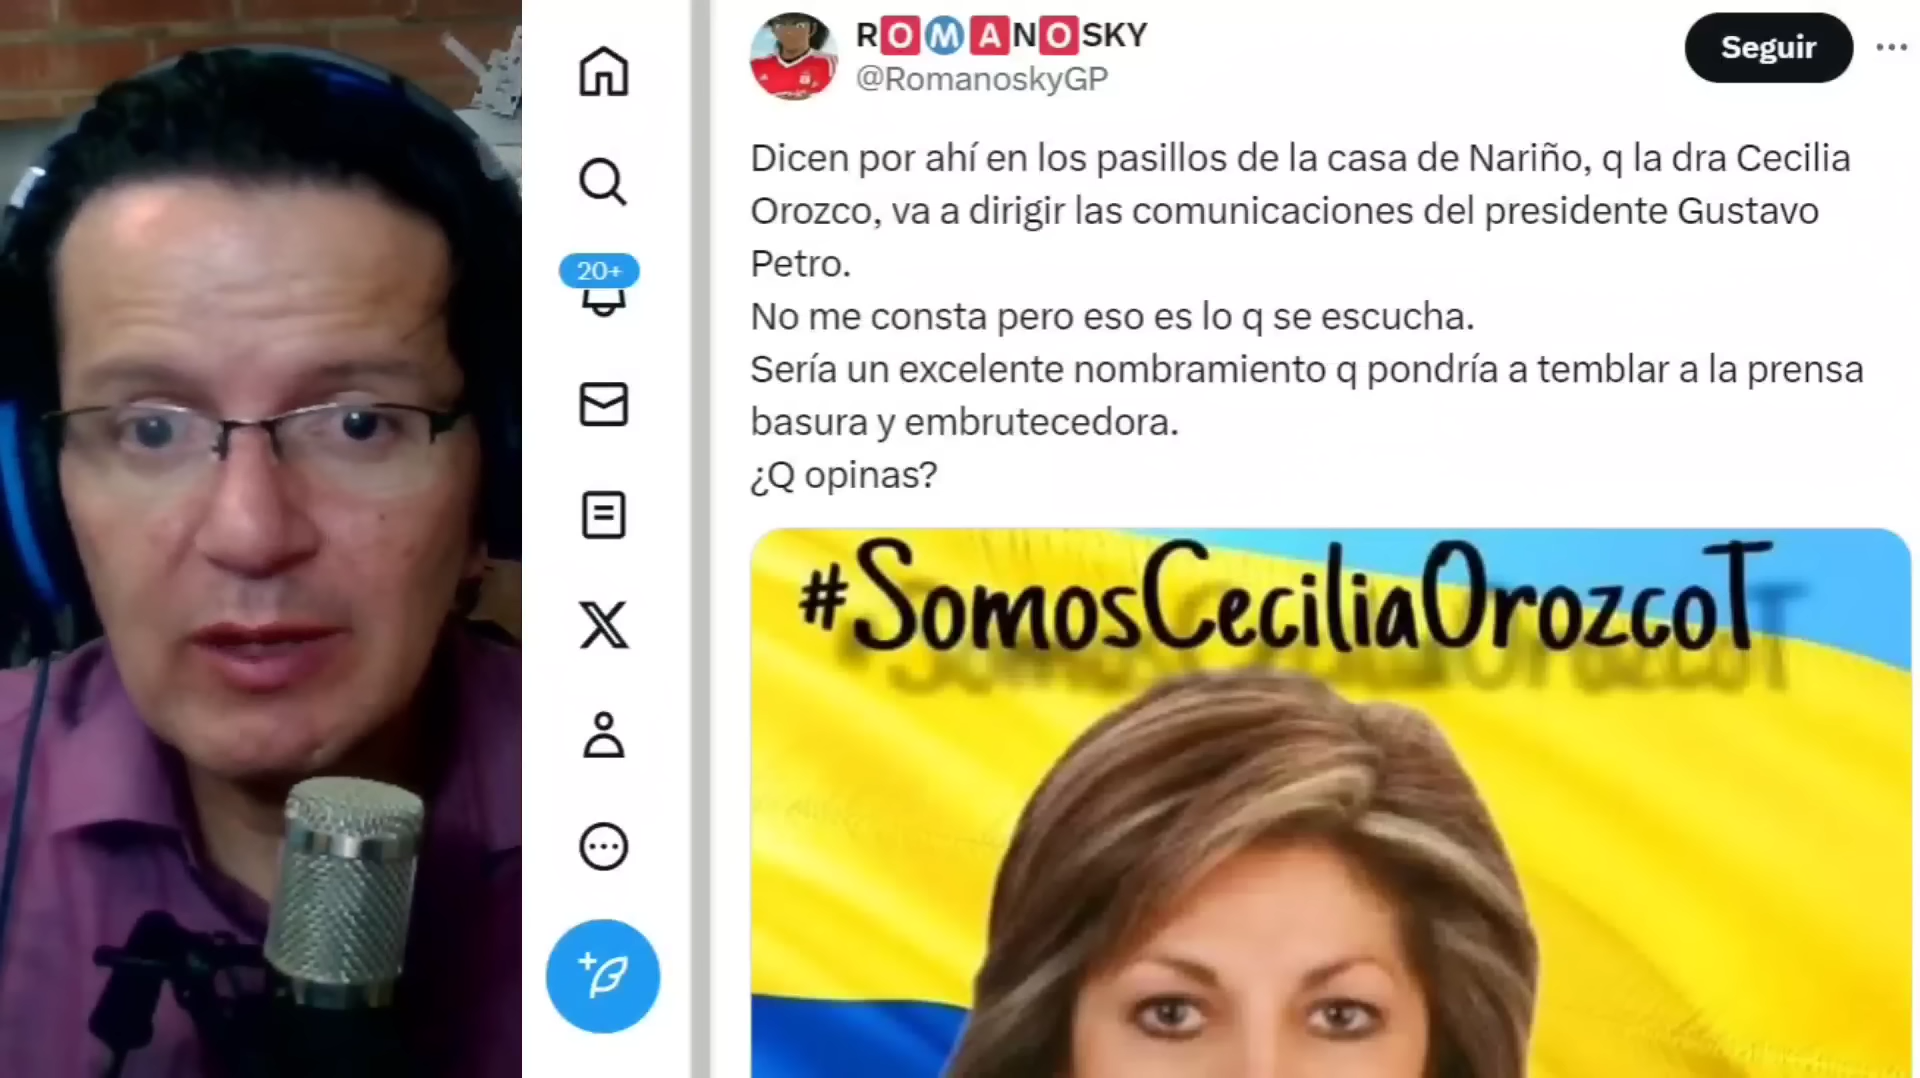 ROMANOSKY
@RomanoskyGP
Seguir
Dicen por ahí en los pasillos de la casa de Nariño, q la dra Cecilia
Orozco, va a dirigir las comunicaciones del presidente Gustavo
Petro.
No me consta pero eso es lo q se escucha.
Sería un excelente nombramiento q pondría a temblar a la prensa
basura y embrutecedora.
¿Q opinas?
20+
#SomosCeciliaOrozcoT